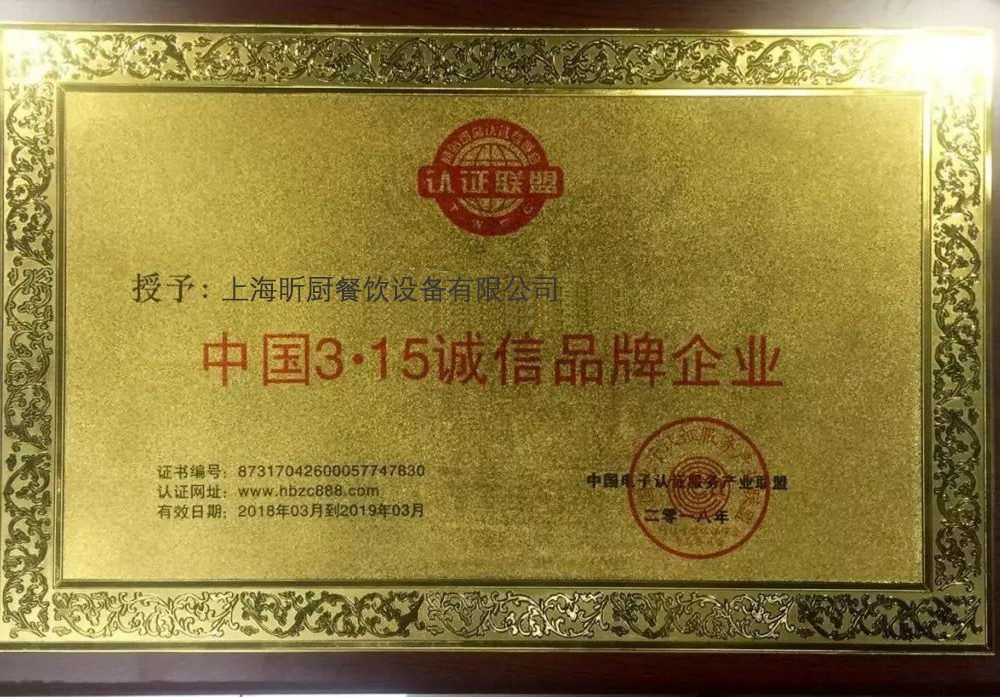 认证联盟
授予：上海昕厨餐饮设备有限公司
中国3·15诚信品牌企业
证书编号：87317042600057747830
认证网址：www.hbzc888.com
有效日期：2018年03月到2019年03月
中国电子认证服务产业联盟
二零一八年